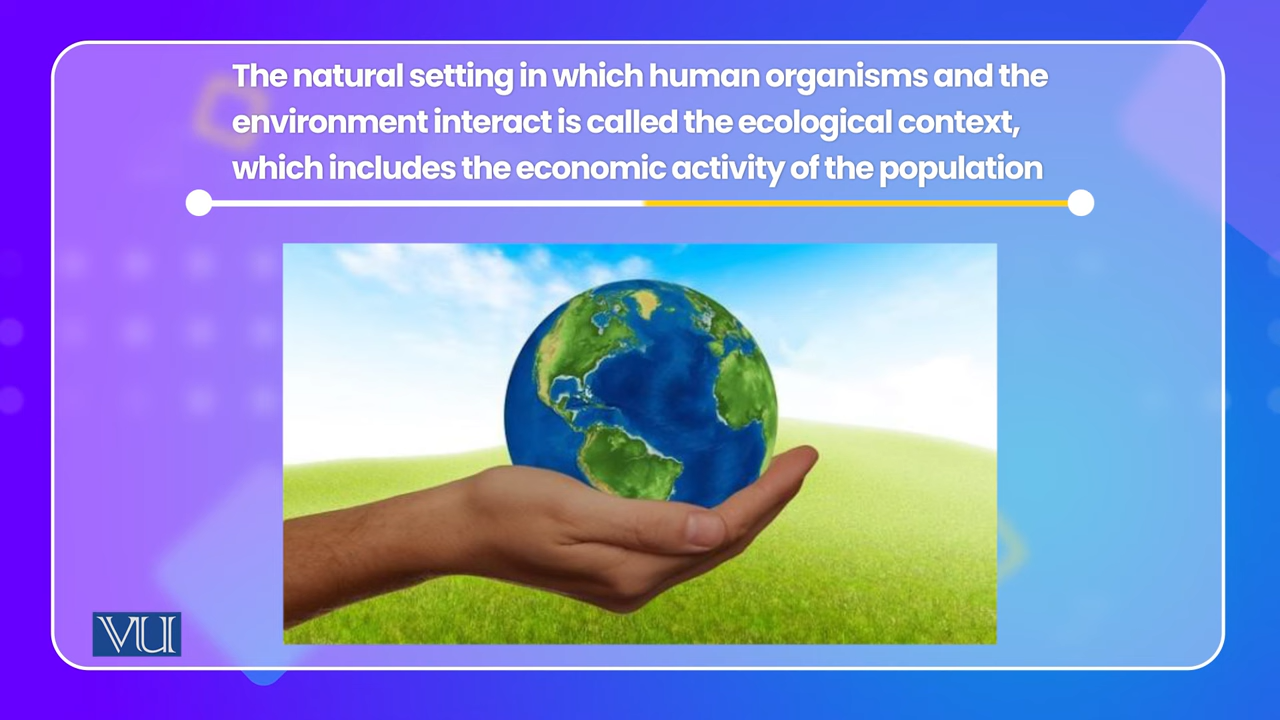 The natural setting in which human organisms and the
environment interact is called the ecological context,
which includes the economic activity of the population
VU